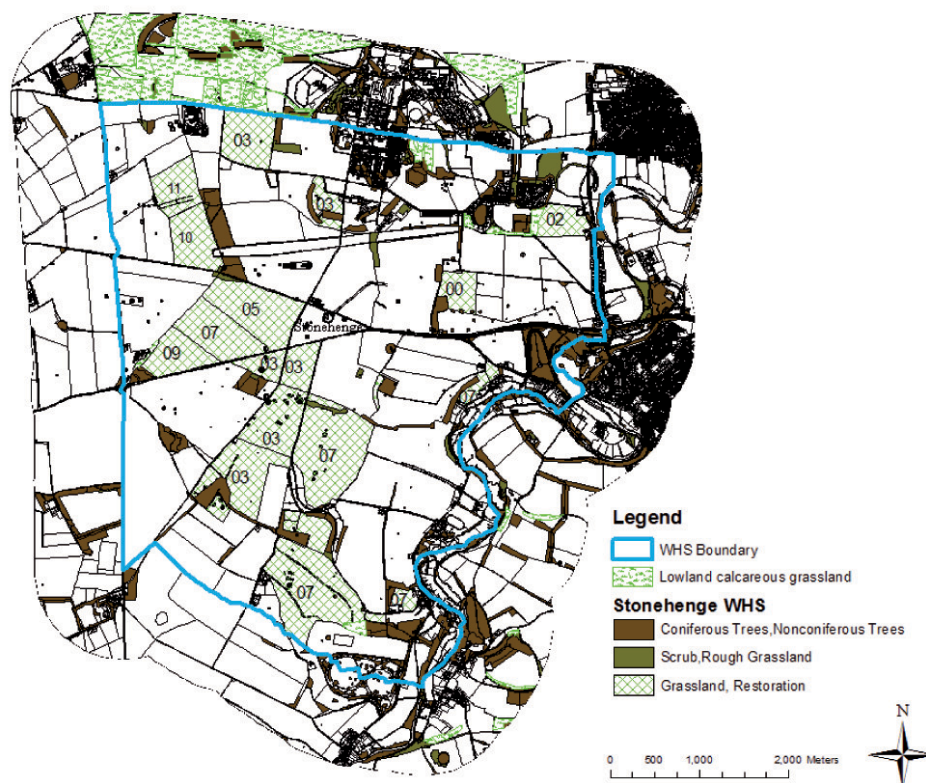 03
11
03
02
10
00
05
Stonehenge
07
09
03
03
07
03
07
03
07
07
Legend
WHS Boundary
Lowland calcareous grassland
Stonehenge WHS
Coniferous Trees,Nonconiferous Trees
Scrub,Rough Grassland
Grassland, Restoration
N
0 500 1,000 2,000 Meters